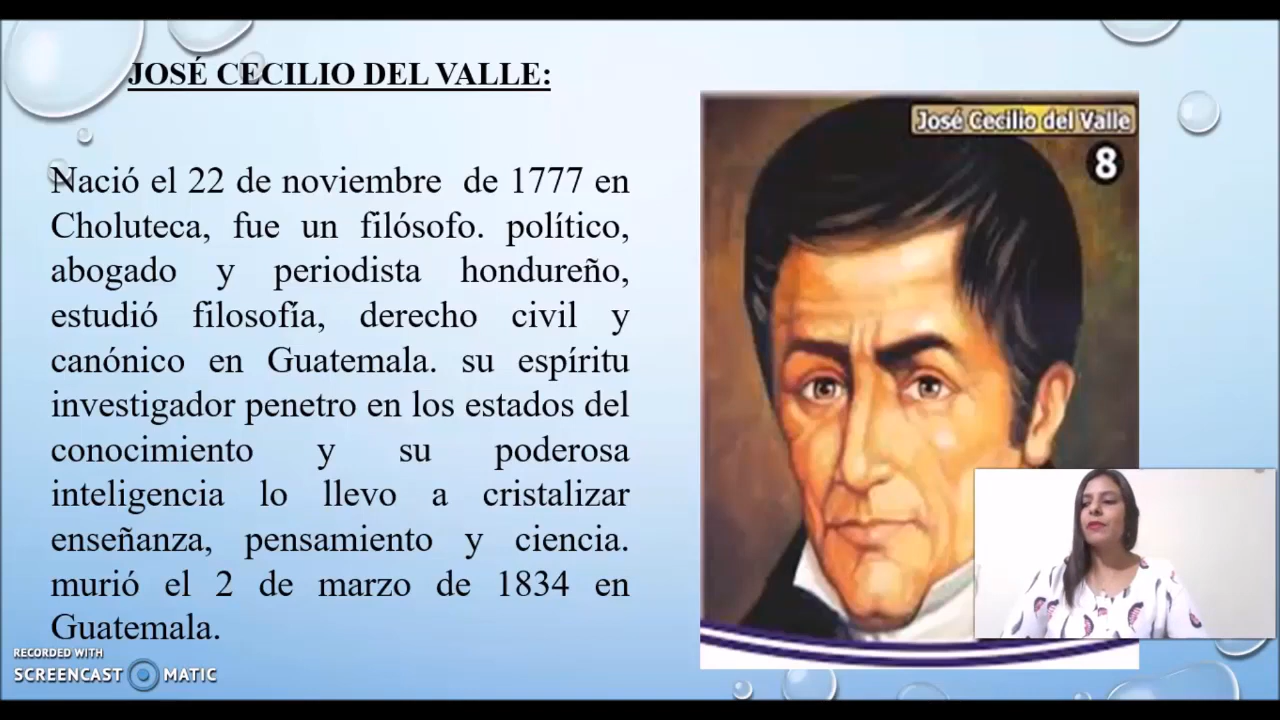 JOSÉ CECILIO DEL VALLE:
Nació el 22 de noviembre  de 1777 en
Choluteca, fue un filósofo. político,
abogado y periodista hondureño,
estudió filosofía, derecho civil y
canónico en Guatemala. su espíritu
investigador penetro en los estados del
conocimiento y su poderosa
inteligencia lo llevo a cristalizar
enseñanza, pensamiento y ciencia.
murió el 2 de marzo de 1834 en
Guatemala.
José Cecilio del Valle
8
RECORDED WITH
SCREENCAST MATIC